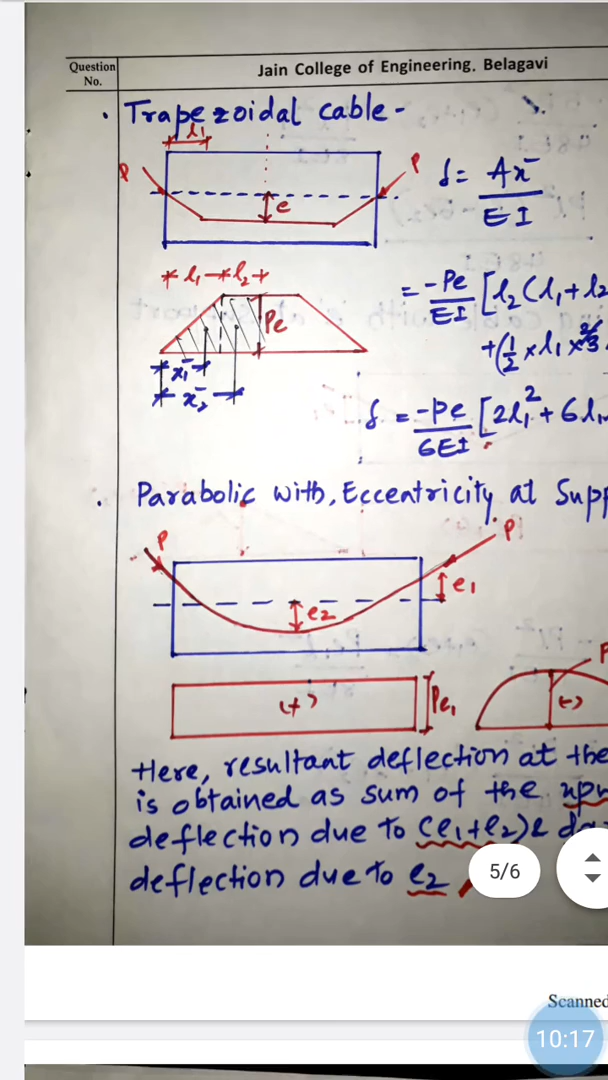 Question
No.
Jain College of Engineering, Belagavi
• Trapezoidal cable -
l₁
P
P
e
δ = Ax̄ / EI
* l₁ -*l₂ +
Pe
x̄₁
x̄₂
= -Pe/EI [l₂(l₁+l₂
+(½ × l₁ × 2/3
δ = -Pe/6EI [2l₁² + 6l₁
• Parabolic with, Eccentricity at Supp
P
P
e₁
e₂
(+)
Pe₁
P
(-)
Here, resultant deflection at the
is obtained as sum of the upw
deflection due to (e₁+e₂) &
deflection due to e₂
5/6
Scanned
10:17